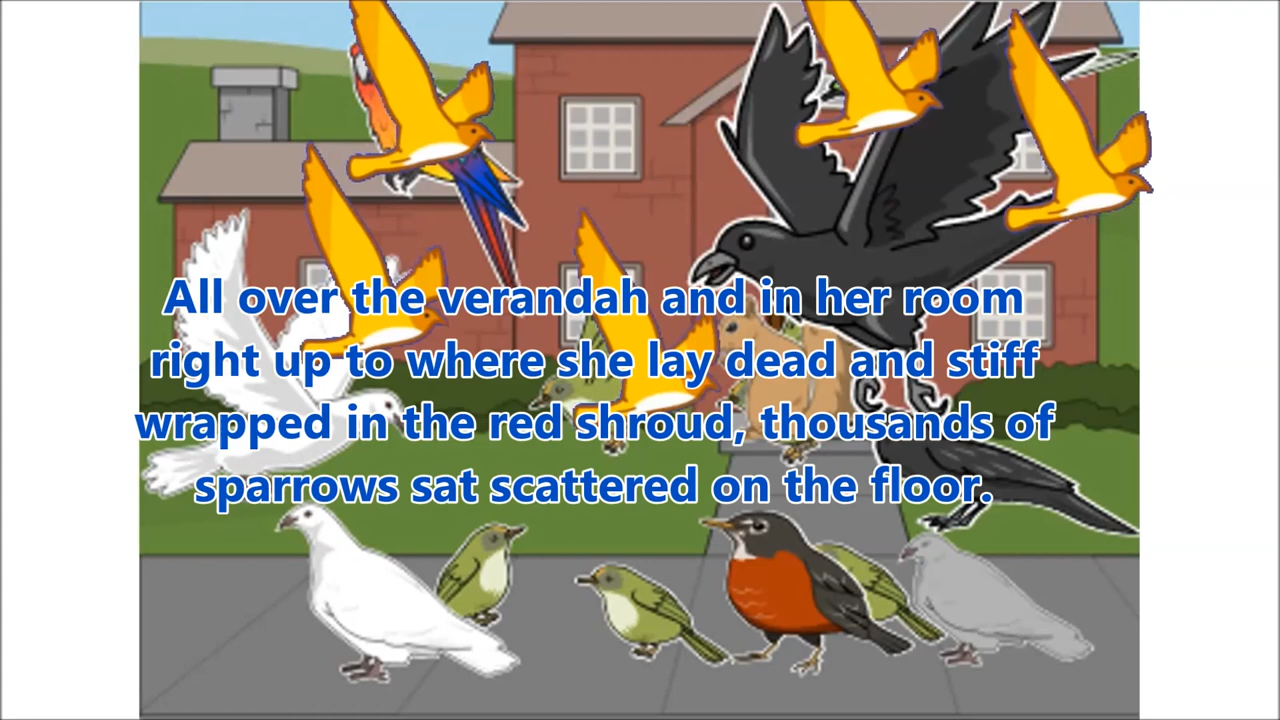 All over the verandah and in her room
right up to where she lay dead and stiff
wrapped in the red shroud, thousands of
sparrows sat scattered on the floor.